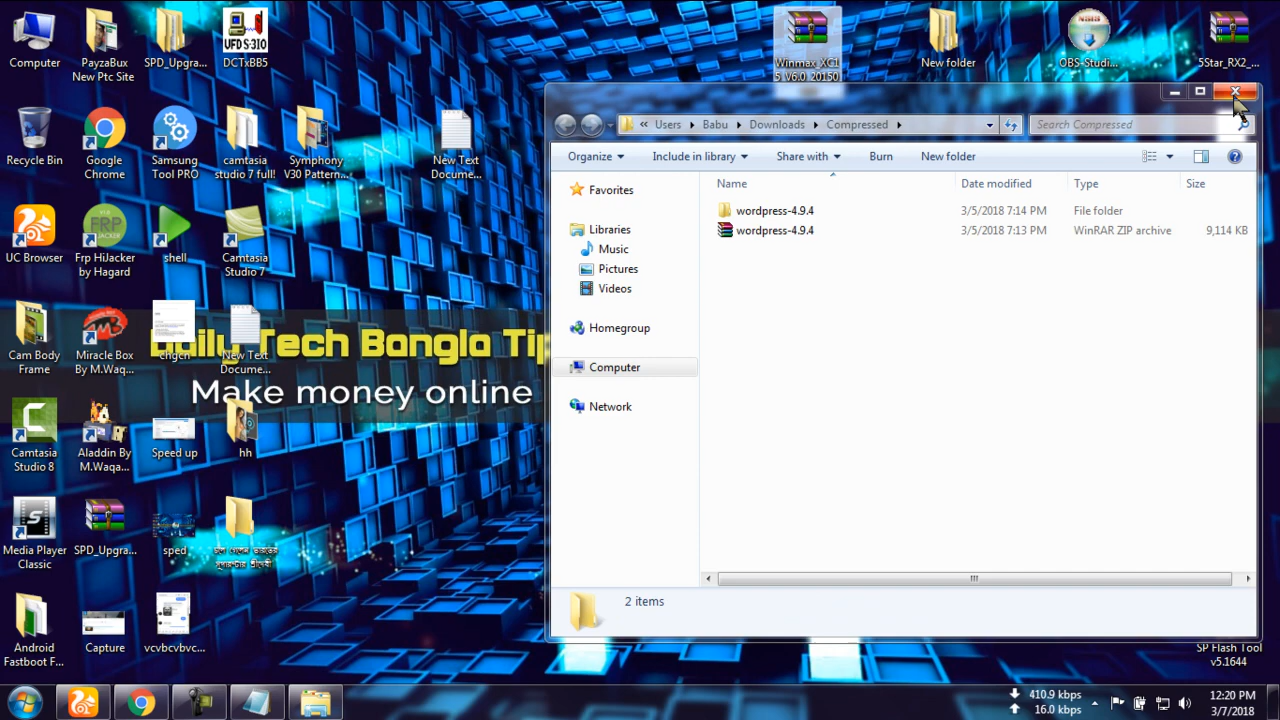 Computer
PayzaBux
New Ptc Site
SPD_Upgra...
UFD S-310
DCTxBB5
Winmax_XC1
5_V6.0_20150
New folder
OBS-Studi...
5Star_RX2_...
Recycle Bin
Google
Chrome
Samsung
Tool PRO
camtasia
studio 7 full!
Symphony
V30 Pattern...
New Text
Docume...
UC Browser
FRP
Frp HiJacker
by Hagard
shell
Camtasia
Studio 7
Cam Body
Frame
Miracle Box
By M.Waq...
chgch
New Text
Docume...
Daily Tech Bangla Tip
Make money online
Camtasia
Studio 8
Aladdin By
M.Waqa...
Speed up
hh
Media Player
Classic
SPD_Upgra...
sped
Android
Fastboot F...
Capture
vcvbcvbvc...
« Users Babu Downloads Compressed
Search Compressed
Organize Include in library Share with Burn New folder
Favorites
Libraries
Music
Pictures
Videos
Homegroup
Computer
Network
Name Date modified Type Size
wordpress-4.9.4 3/5/2018 7:14 PM File folder
wordpress-4.9.4 3/5/2018 7:13 PM WinRAR ZIP archive 9,114 KB
2 items
SP Flash Tool
v5.1644
410.9 kbps
16.0 kbps
12:20 PM
3/7/2018